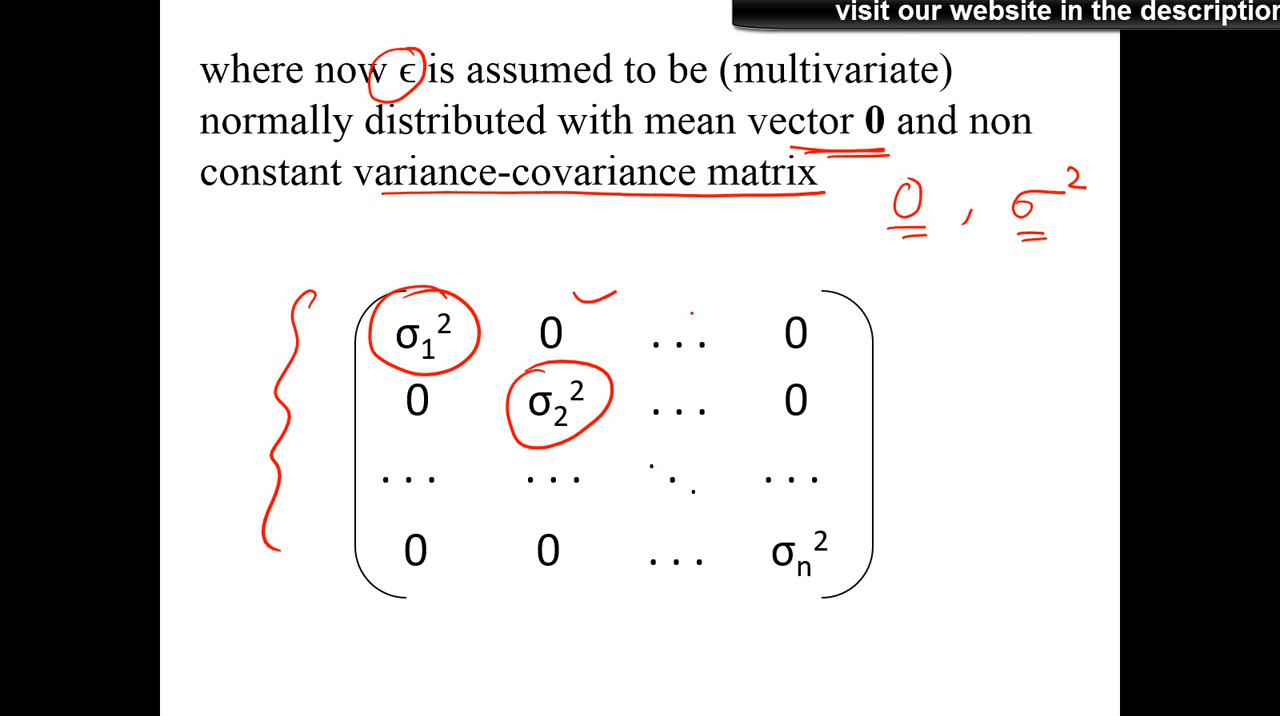 visit our website in the description
where now ϵ is assumed to be (multivariate)
normally distributed with mean vector 0 and non
constant variance-covariance matrix
0 , σ²
σ₁² 0 . . . 0
0 σ₂² . . . 0
. . . . . . ⋱ . . .
0 0 . . . σₙ²